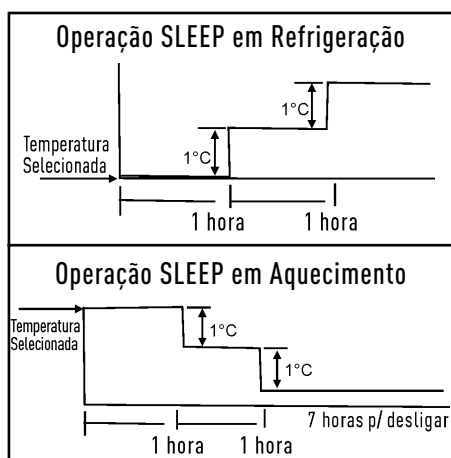 Operação SLEEP em Refrigeração
1°C
1°C
Temperatura
Selecionada
1 hora
1 hora
Operação SLEEP em Aquecimento
Temperatura
Selecionada
1°C
1°C
7 horas p/ desligar
1 hora
1 hora